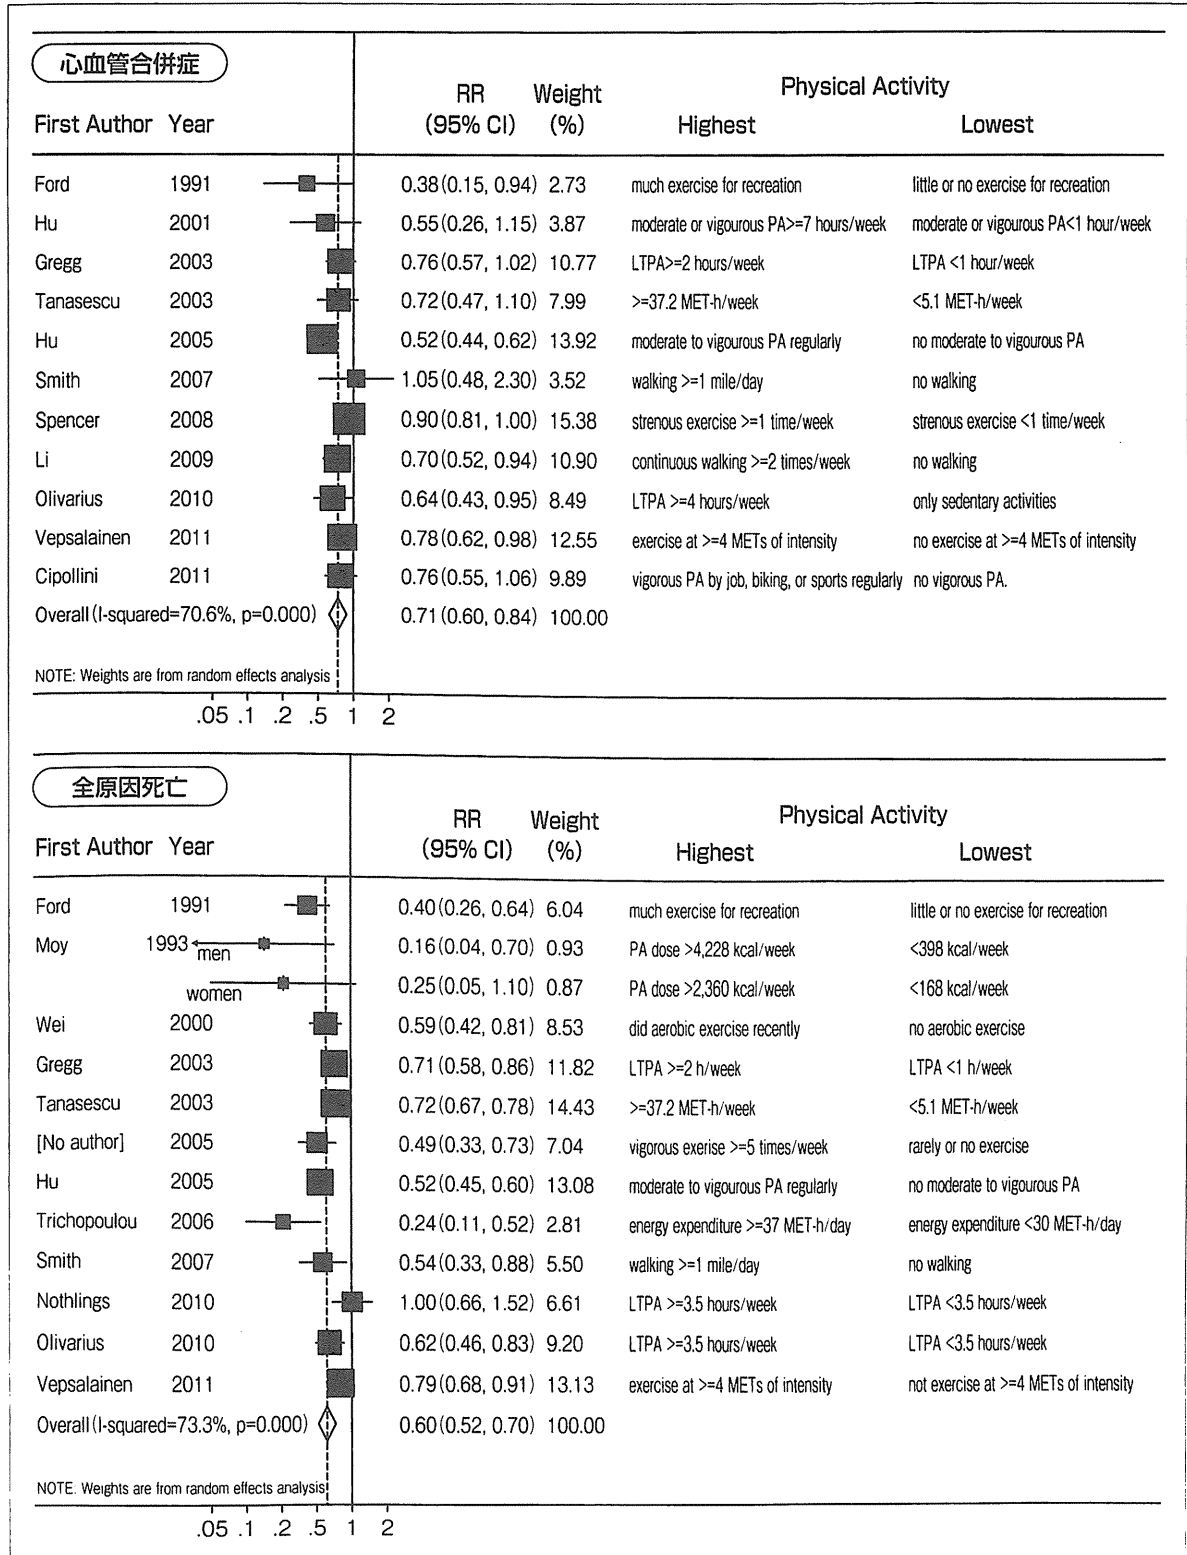 心血管合併症
RR Weight Physical Activity
First Author Year (95% CI) (%) Highest Lowest
Ford 1991 0.38(0.15, 0.94) 2.73 much exercise for recreation little or no exercise for recreation
Hu 2001 0.55(0.26, 1.15) 3.87 moderate or vigourous PA>=7 hours/week moderate or vigourous PA<1 hour/week
Gregg 2003 0.76(0.57, 1.02) 10.77 LTPA>=2 hours/week LTPA <1 hour/week
Tanasescu 2003 0.72(0.47, 1.10) 7.99 >=37.2 MET-h/week <5.1 MET-h/week
Hu 2005 0.52(0.44, 0.62) 13.92 moderate to vigourous PA regularly no moderate to vigourous PA
Smith 2007 1.05(0.48, 2.30) 3.52 walking >=1 mile/day no walking
Spencer 2008 0.90(0.81, 1.00) 15.38 strenous exercise >=1 time/week strenous exercise <1 time/week
Li 2009 0.70(0.52, 0.94) 10.90 continuous walking >=2 times/week no walking
Olivarius 2010 0.64(0.43, 0.95) 8.49 LTPA >=4 hours/week only sedentary activities
Vepsalainen 2011 0.78(0.62, 0.98) 12.55 exercise at >=4 METs of intensity no exercise at >=4 METs of intensity
Cipollini 2011 0.76(0.55, 1.06) 9.89 vigorous PA by job, biking, or sports regularly no vigorous PA.
Overall(I-squared=70.6%, p=0.000) 0.71(0.60, 0.84) 100.00
NOTE: Weights are from random effects analysis
.05 .1 .2 .5 1 2
全原因死亡
RR Weight Physical Activity
First Author Year (95% CI) (%) Highest Lowest
Ford 1991 0.40(0.26, 0.64) 6.04 much exercise for recreation little or no exercise for recreation
Moy 1993 men 0.16(0.04, 0.70) 0.93 PA dose >4,228 kcal/week <398 kcal/week
women 0.25(0.05, 1.10) 0.87 PA dose >2,360 kcal/week <168 kcal/week
Wei 2000 0.59(0.42, 0.81) 8.53 did aerobic exercise recently no aerobic exercise
Gregg 2003 0.71(0.58, 0.86) 11.82 LTPA >=2 h/week LTPA <1 h/week
Tanasescu 2003 0.72(0.67, 0.78) 14.43 >=37.2 MET-h/week <5.1 MET-h/week
[No author] 2005 0.49(0.33, 0.73) 7.04 vigorous exerise >=5 times/week rarely or no exercise
Hu 2005 0.52(0.45, 0.60) 13.08 moderate to vigourous PA regularly no moderate to vigourous PA
Trichopoulou 2006 0.24(0.11, 0.52) 2.81 energy expenditure >=37 MET-h/day energy expenditure <30 MET-h/day
Smith 2007 0.54(0.33, 0.88) 5.50 walking >=1 mile/day no walking
Nothlings 2010 1.00(0.66, 1.52) 6.61 LTPA >=3.5 hours/week LTPA <3.5 hours/week
Olivarius 2010 0.62(0.46, 0.83) 9.20 LTPA >=3.5 hours/week LTPA <3.5 hours/week
Vepsalainen 2011 0.79(0.68, 0.91) 13.13 exercise at >=4 METs of intensity not exercise at >=4 METs of intensity
Overall(I-squared=73.3%, p=0.000) 0.60(0.52, 0.70) 100.00
NOTE. Weights are from random effects analysis
.05 .1 .2 .5 1 2